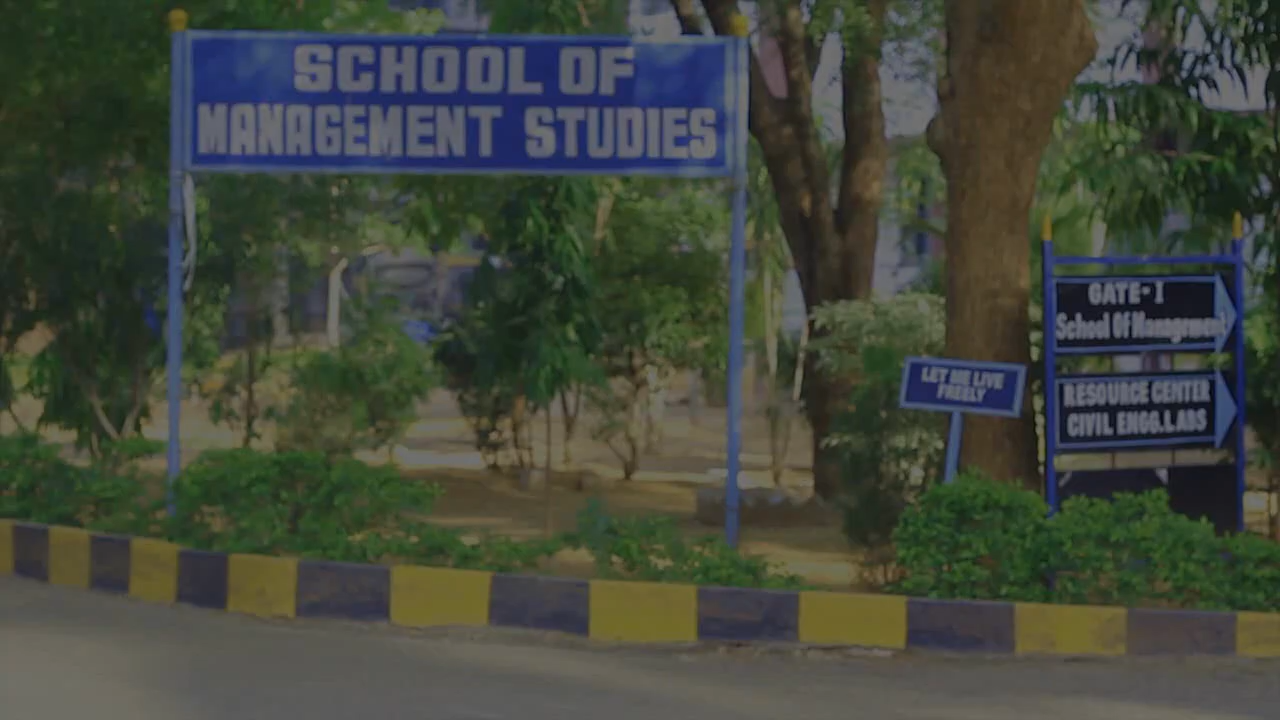 SCHOOL OF
MANAGEMENT STUDIES
GATE-I
School Of Management
LET ME LIVE
FREELY
RESOURCE CENTER
CIVIL ENGG.LABS